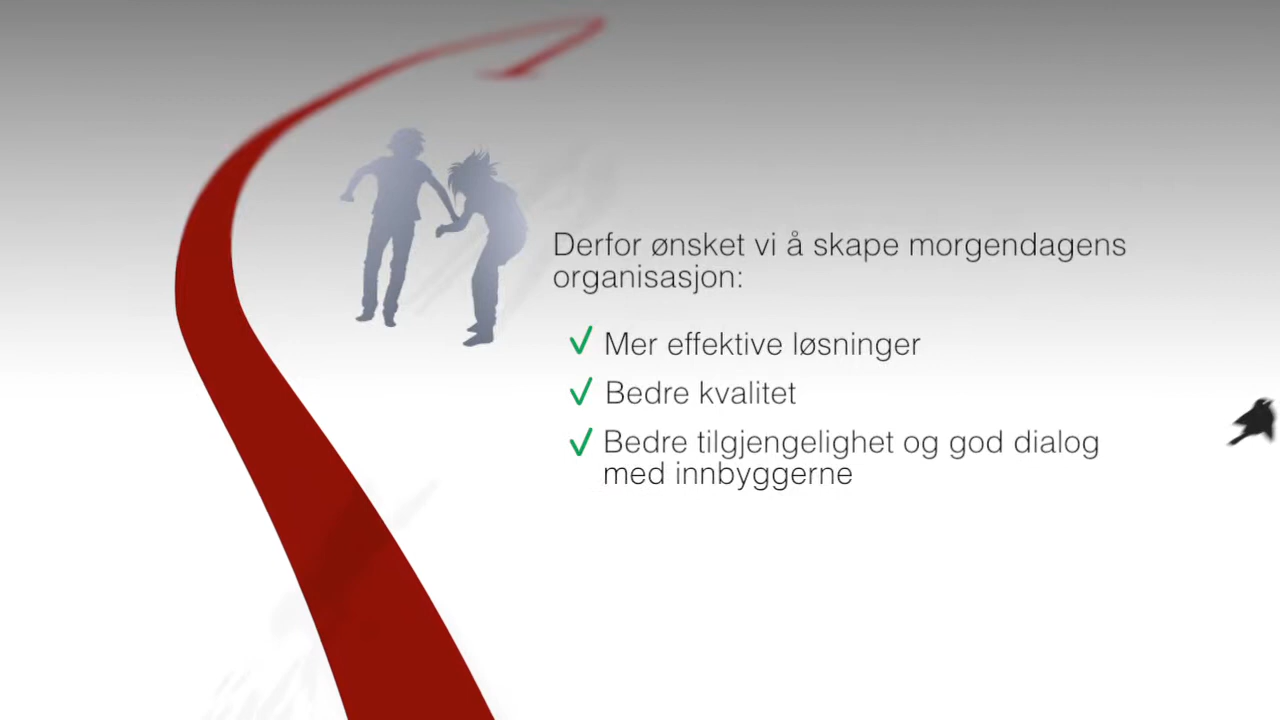 Derfor ønsket vi å skape morgendagens
organisasjon:
Mer effektive løsninger
Bedre kvalitet
Bedre tilgjengelighet og god dialog
med innbyggerne